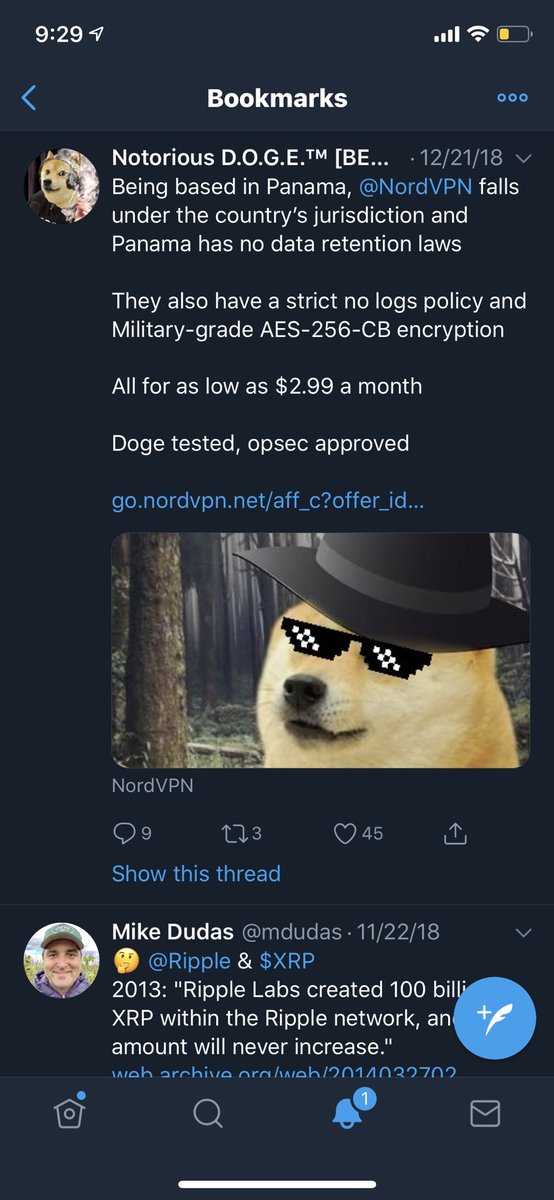 9:29
Bookmarks
Notorious D.O.G.E.™ [BE... · 12/21/18
Being based in Panama, @NordVPN falls
under the country’s jurisdiction and
Panama has no data retention laws
They also have a strict no logs policy and
Military-grade AES-256-CB encryption
All for as low as $2.99 a month
Doge tested, opsec approved
go.nordvpn.net/aff_c?offer_id...
NordVPN
9 3 45
Show this thread
Mike Dudas @mdudas · 11/22/18
🤔 @Ripple & $XRP
2013: "Ripple Labs created 100 billi
XRP within the Ripple network, an
amount will never increase."
web.archive.org/web/2014032702
1